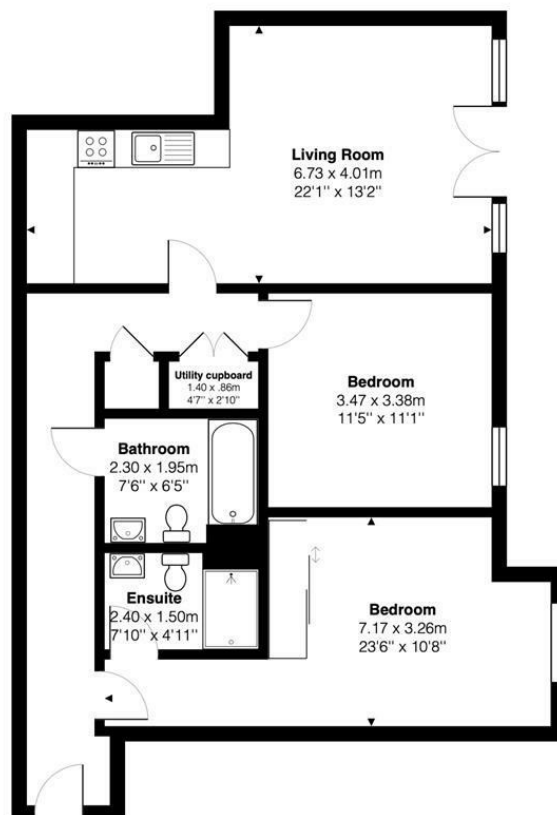 Living Room
6.73 x 4.01m
22'1'' x 13'2''
Utility cupboard
1.40 x .86m
4'7'' x 2'10''
Bedroom
3.47 x 3.38m
11'5'' x 11'1''
Bathroom
2.30 x 1.95m
7'6'' x 6'5''
Ensuite
2.40 x 1.50m
7'10'' x 4'11''
Bedroom
7.17 x 3.26m
23'6'' x 10'8''